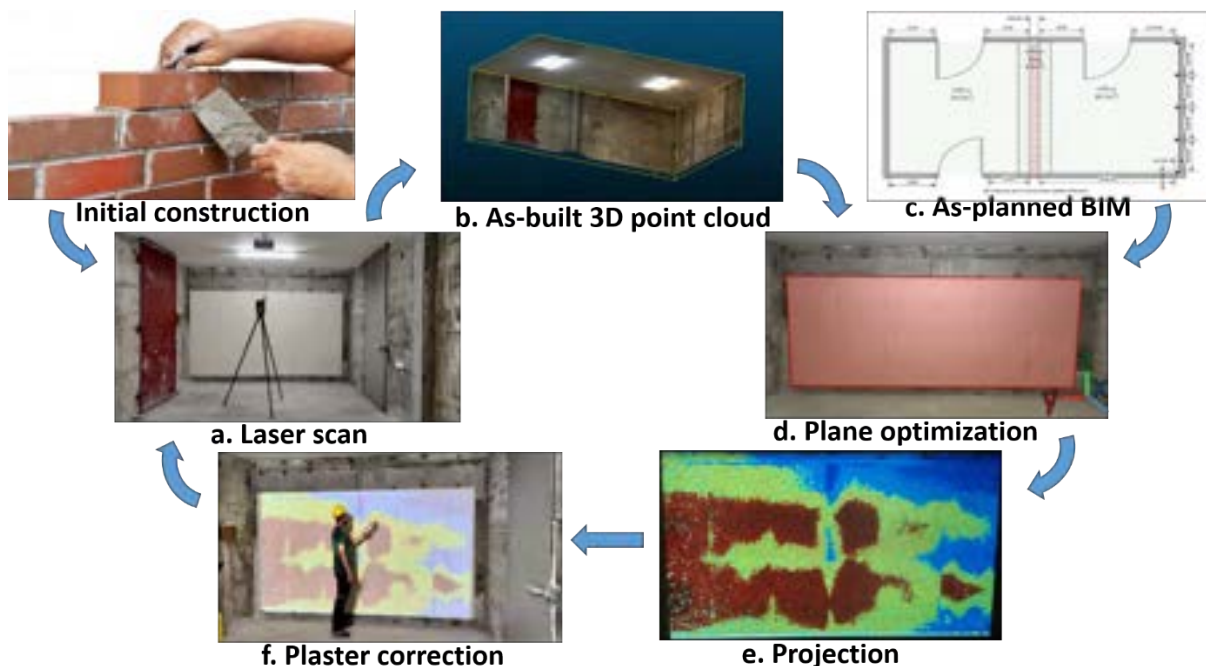 Initial construction
b. As-built 3D point cloud
c. As-planned BIM
a. Laser scan
d. Plane optimization
f. Plaster correction
e. Projection